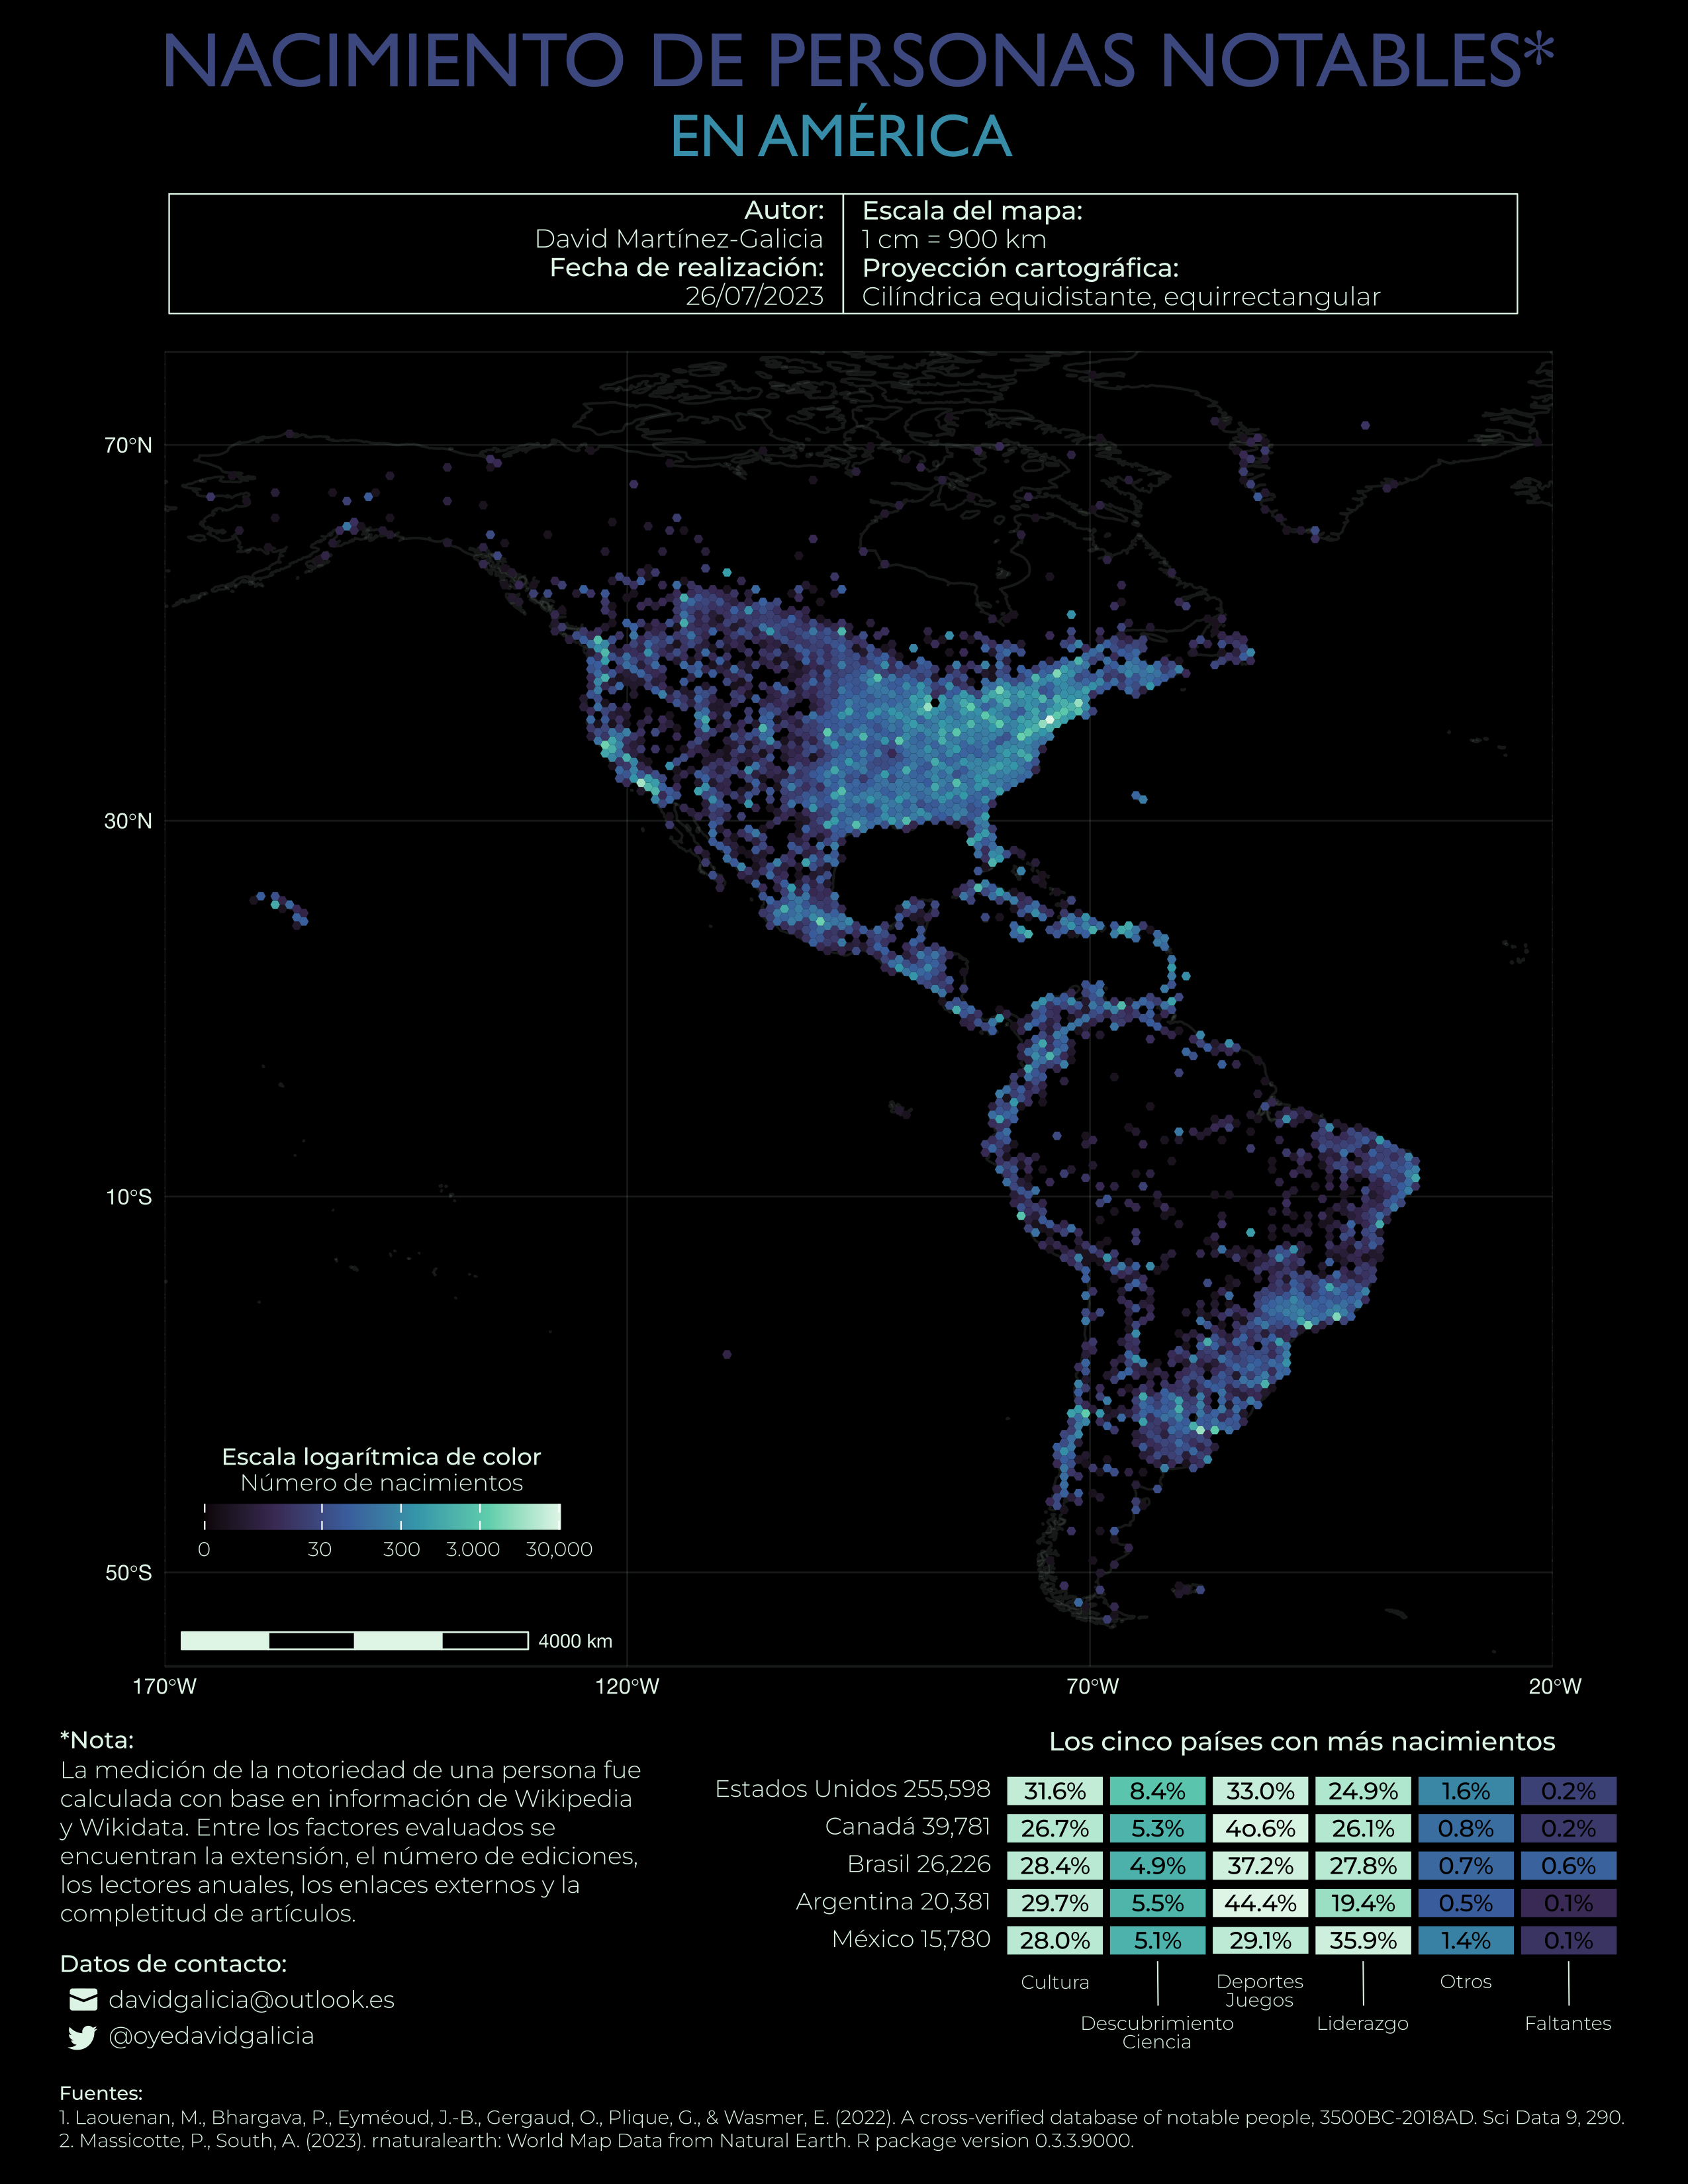 NACIMIENTO DE PERSONAS NOTABLES*
EN AMÉRICA
Autor:
David Martínez-Galicia
Fecha de realización:
26/07/2023
Escala del mapa:
1 cm = 900 km
Proyección cartográfica:
Cilíndrica equidistante, equirrectangular
70°N
30°N
10°S
50°S
Escala logarítmica de color
Número de nacimientos
0 30 300 3.000 30,000
4000 km
170°W 120°W 70°W 20°W
*Nota:
La medición de la notoriedad de una persona fue
calculada con base en información de Wikipedia
y Wikidata. Entre los factores evaluados se
encuentran la extensión, el número de ediciones,
los lectores anuales, los enlaces externos y la
completitud de artículos.
Datos de contacto:
davidgalicia@outlook.es
@oyedavidgalicia
Los cinco países con más nacimientos
Estados Unidos 255,598 31.6% 8.4% 33.0% 24.9% 1.6% 0.2%
Canadá 39,781 26.7% 5.3% 4o.6% 26.1% 0.8% 0.2%
Brasil 26,226 28.4% 4.9% 37.2% 27.8% 0.7% 0.6%
Argentina 20,381 29.7% 5.5% 44.4% 19.4% 0.5% 0.1%
México 15,780 28.0% 5.1% 29.1% 35.9% 1.4% 0.1%
Cultura
Descubrimiento
Ciencia
Deportes
Juegos
Liderazgo
Otros
Faltantes
Fuentes:
1. Laouenan, M., Bhargava, P., Eyméoud, J.-B., Gergaud, O., Plique, G., & Wasmer, E. (2022). A cross-verified database of notable people, 3500BC-2018AD. Sci Data 9, 290.
2. Massicotte, P., South, A. (2023). rnaturalearth: World Map Data from Natural Earth. R package version 0.3.3.9000.